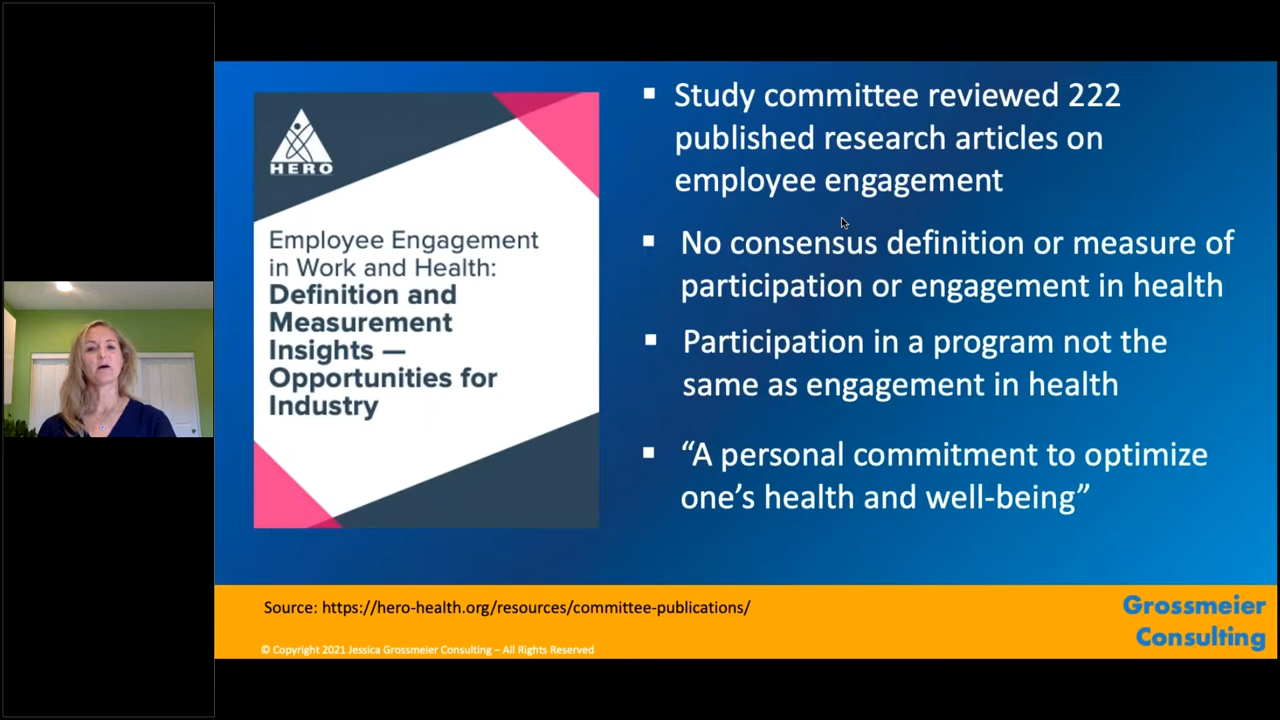 HERO
Employee Engagement
in Work and Health:
Definition and
Measurement
Insights —
Opportunities for
Industry
▪ Study committee reviewed 222
published research articles on
employee engagement
▪ No consensus definition or measure of
participation or engagement in health
▪ Participation in a program not the
same as engagement in health
▪ “A personal commitment to optimize
one’s health and well-being”
Source: https://hero-health.org/resources/committee-publications/
© Copyright 2021 Jessica Grossmeier Consulting – All Rights Reserved
Grossmeier
Consulting